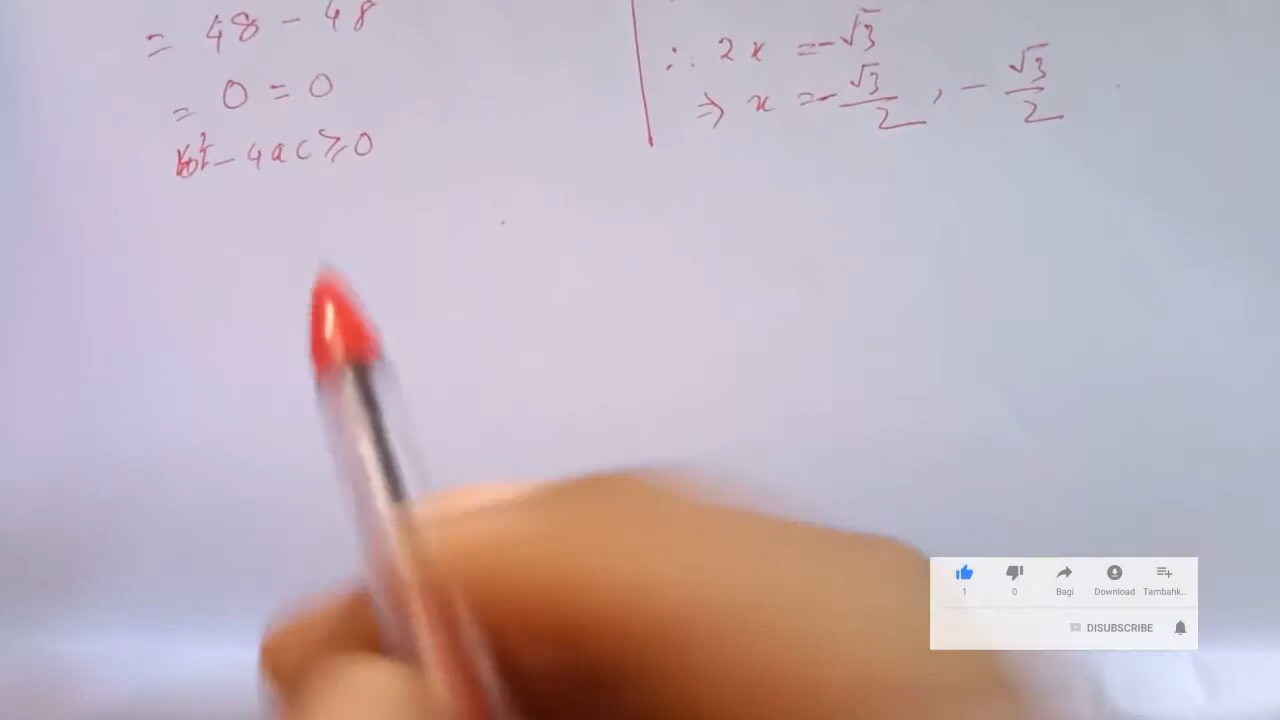 = 48 - 48
= 0 = 0
b² - 4ac ≥ 0
∴ 2x = -√3
⇒ x = -√3/2, -√3/2
1 0 Bagi Download Tambahk...
DISUBSCRIBE